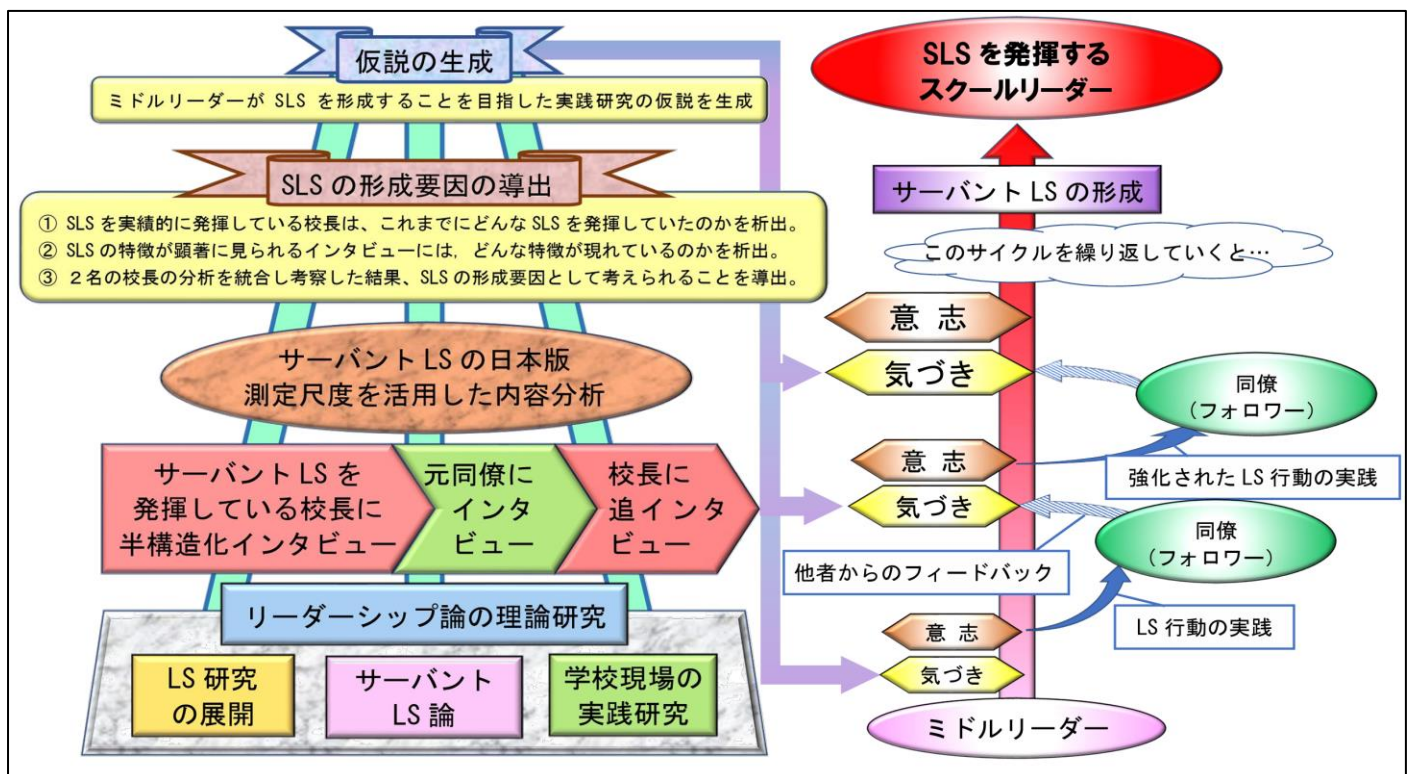 仮説の生成
ミドルリーダーが SLS を形成することを目指した実践研究の仮説を生成
SLS の形成要因の導出
① SLS を実績的に発揮している校長は、これまでにどんな SLS を発揮していたのかを析出。
② SLS の特徴が顕著に見られるインタビューには，どんな特徴が現れているのかを析出。
③ ２名の校長の分析を統合し考察した結果、SLS の形成要因として考えられることを導出。
サーバント LS の日本版
測定尺度を活用した内容分析
サーバント LS を
発揮している校長に
半構造化インタビュー
元同僚に
インタ
ビュー
校長に
追インタ
ビュー
リーダーシップ論の理論研究
LS 研究
の展開
サーバント
LS 論
学校現場の
実践研究
SLS を発揮する
スクールリーダー
サーバント LS の形成
このサイクルを繰り返していくと…
意 志
気づき
同僚
(フォロワー)
意 志
強化された LS 行動の実践
気づき
同僚
(フォロワー)
他者からのフィードバック
意 志
LS 行動の実践
気づき
ミドルリーダー